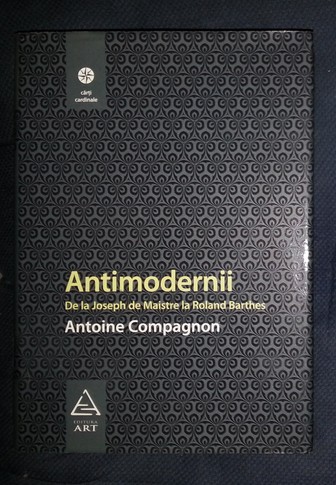 cărți
cardinale
Antimodernii
De la Joseph de Maistre la Roland Barthes
Antoine Compagnon
EDITURA
ART